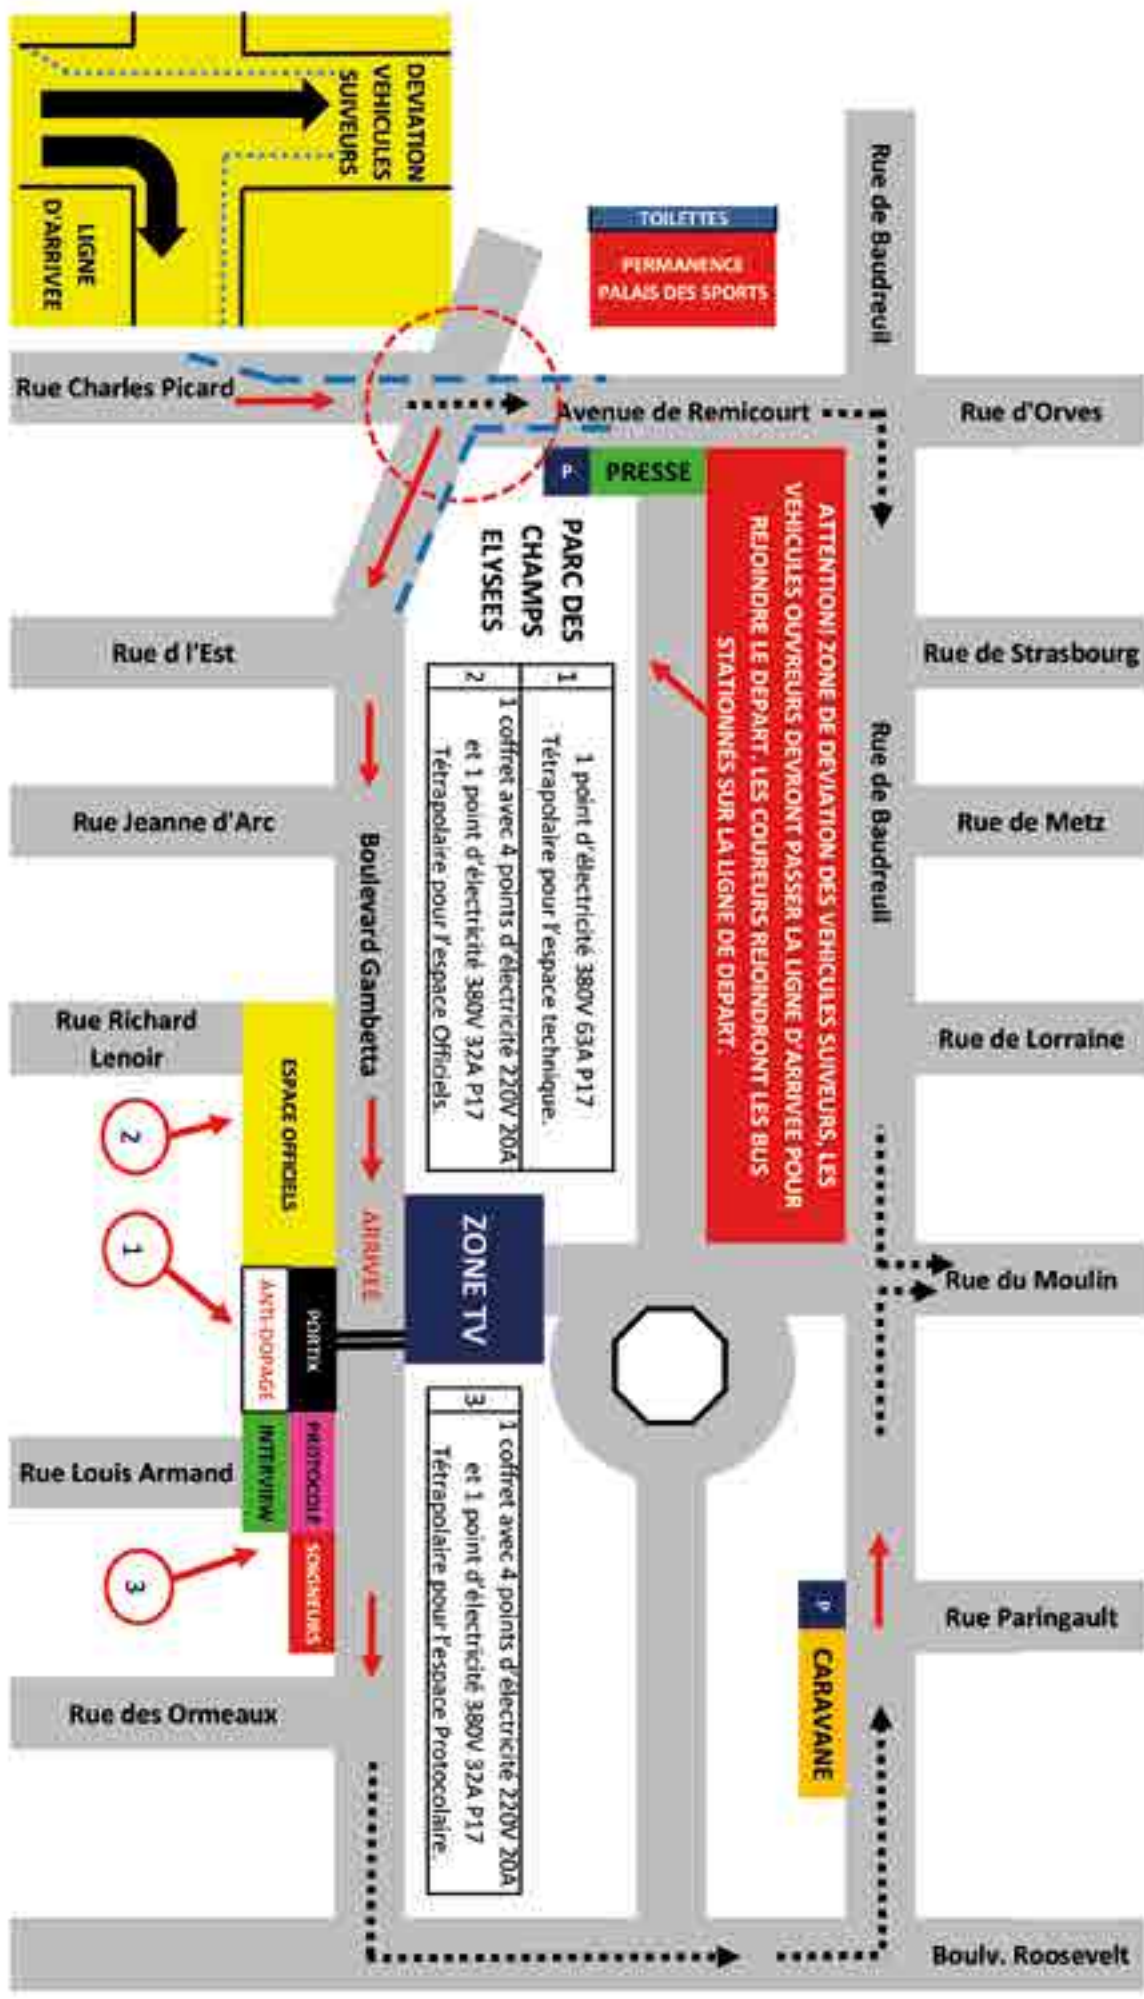 DEVIATION
VEHICULES
SUIVEURS
LIGNE
D'ARRIVEE
TOILETTES
PERMANENCE
PALAIS DES SPORTS
Rue de Baudreuil
Rue Charles Picard
Avenue de Remicourt
Rue d'Orves
P
PRESSE
PARC DES
CHAMPS
ELYSEES
ATTENTION! ZONE DE DEVIATION DES VEHICULES SUIVEURS, LES
VEHICULES OUVREURS DEVRONT PASSER LA LIGNE D'ARRIVEE POUR
REJOINDRE LE DEPART. LES COUREURS REJOINDRONT LES BUS
STATIONNÉS SUR LA LIGNE DE DEPART.
Rue d l'Est
Rue de Strasbourg
Rue Jeanne d'Arc
Rue de Baudreuil
Rue de Metz
1
1 point d'électricité 380V 63A P17
Tétrapolaire pour l'espace technique.
2
1 coffret avec 4 points d'électricité 220V 20A
et 1 point d'électricité 380V 32A P17
Tétrapolaire pour l'espace Officiels.
Boulevard Gambetta
Rue Richard
Lenoir
Rue de Lorraine
ESPACE OFFICIELS
2
1
ARRIVEE
ZONE TV
Rue du Moulin
PORTIX
ANTI-DOPAGE
PROTOCOLE
INTERVIEW
SOIGNEURS
Rue Louis Armand
3
3
1 coffret avec 4 points d'électricité 220V 20A
et 1 point d'électricité 380V 32A P17
Tétrapolaire pour l'espace Protocolaire.
P
CARAVANE
Rue Paringault
Rue des Ormeaux
Boulv. Roosevelt